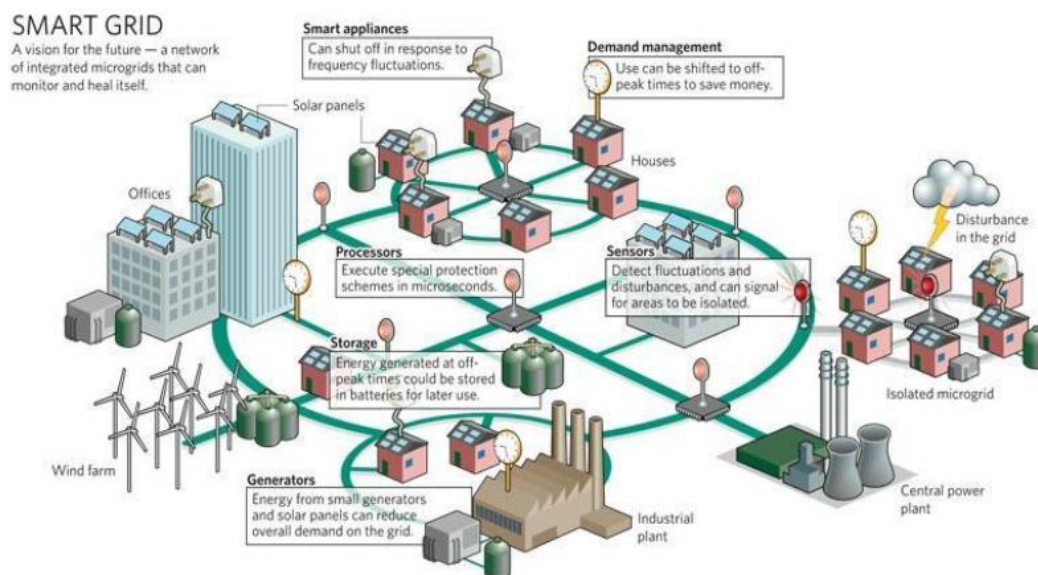 SMART GRID
A vision for the future — a network
of integrated microgrids that can
monitor and heal itself.
Smart appliances
Can shut off in response to
frequency fluctuations.
Demand management
Use can be shifted to off-
peak times to save money.
Solar panels
Houses
Offices
Disturbance
in the grid
Processors
Execute special protection
schemes in microseconds.
Sensors
Detect fluctuations and
disturbances, and can signal
for areas to be isolated.
Storage
Energy generated at off-
peak times could be stored
in batteries for later use.
Isolated microgrid
Wind farm
Generators
Energy from small generators
and solar panels can reduce
overall demand on the grid.
Industrial
plant
Central power
plant